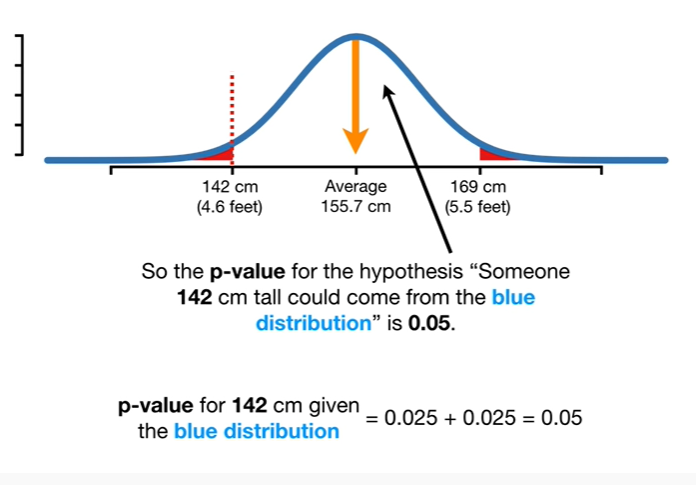 142 cm
(4.6 feet)
Average
155.7 cm
169 cm
(5.5 feet)
So the p-value for the hypothesis “Someone
142 cm tall could come from the blue
distribution” is 0.05.
p-value for 142 cm given
the blue distribution
= 0.025 + 0.025 = 0.05